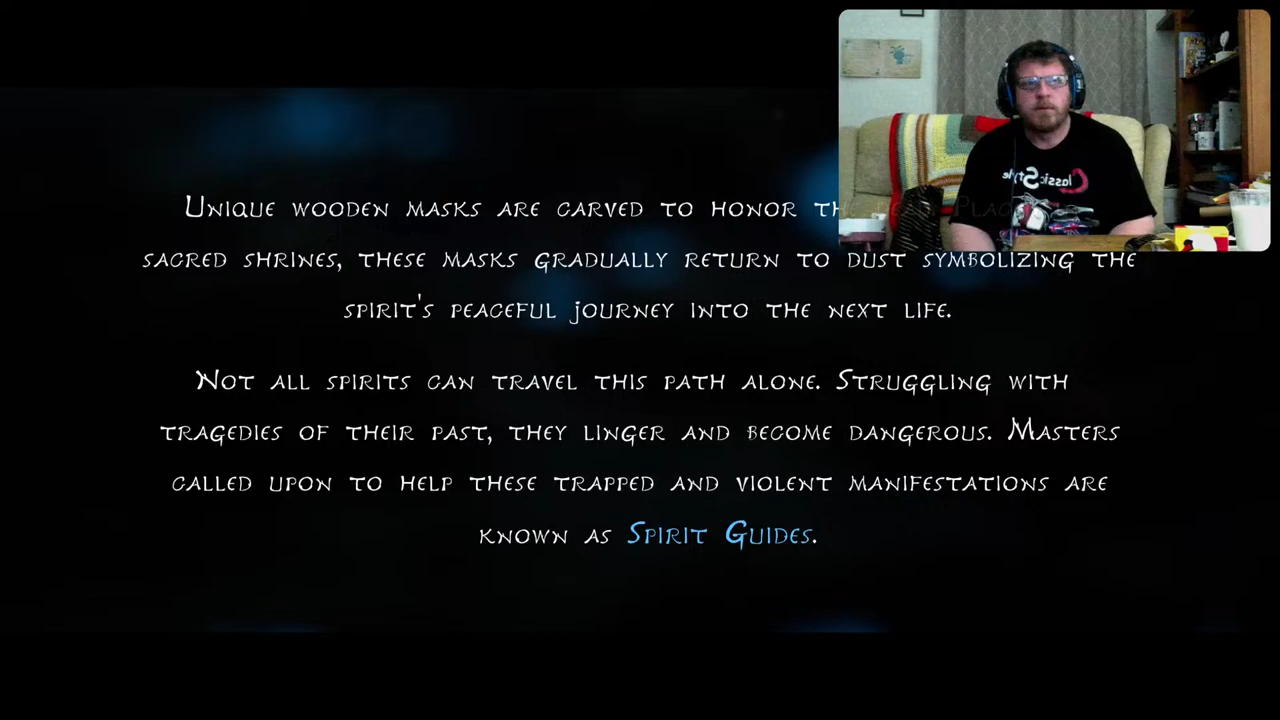 Unique wooden masks are carved to honor the dead. Placed
sacred shrines, these masks gradually return to dust symbolizing the
spirit's peaceful journey into the next life.
Not all spirits can travel this path alone. Struggling with
tragedies of their past, they linger and become dangerous. Masters
called upon to help these trapped and violent manifestations are
known as Spirit Guides.
Classic Style